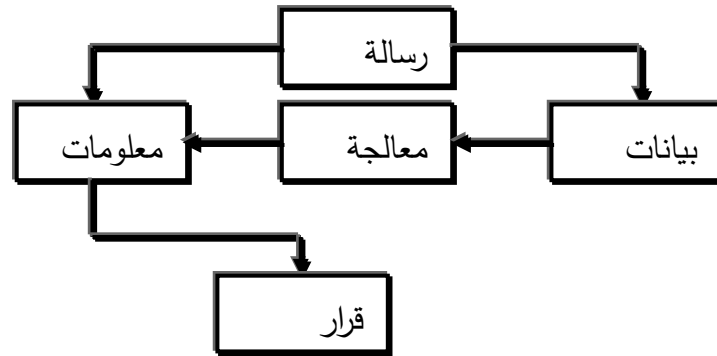 رسالة
بيانات
معالجة
معلومات
قرار